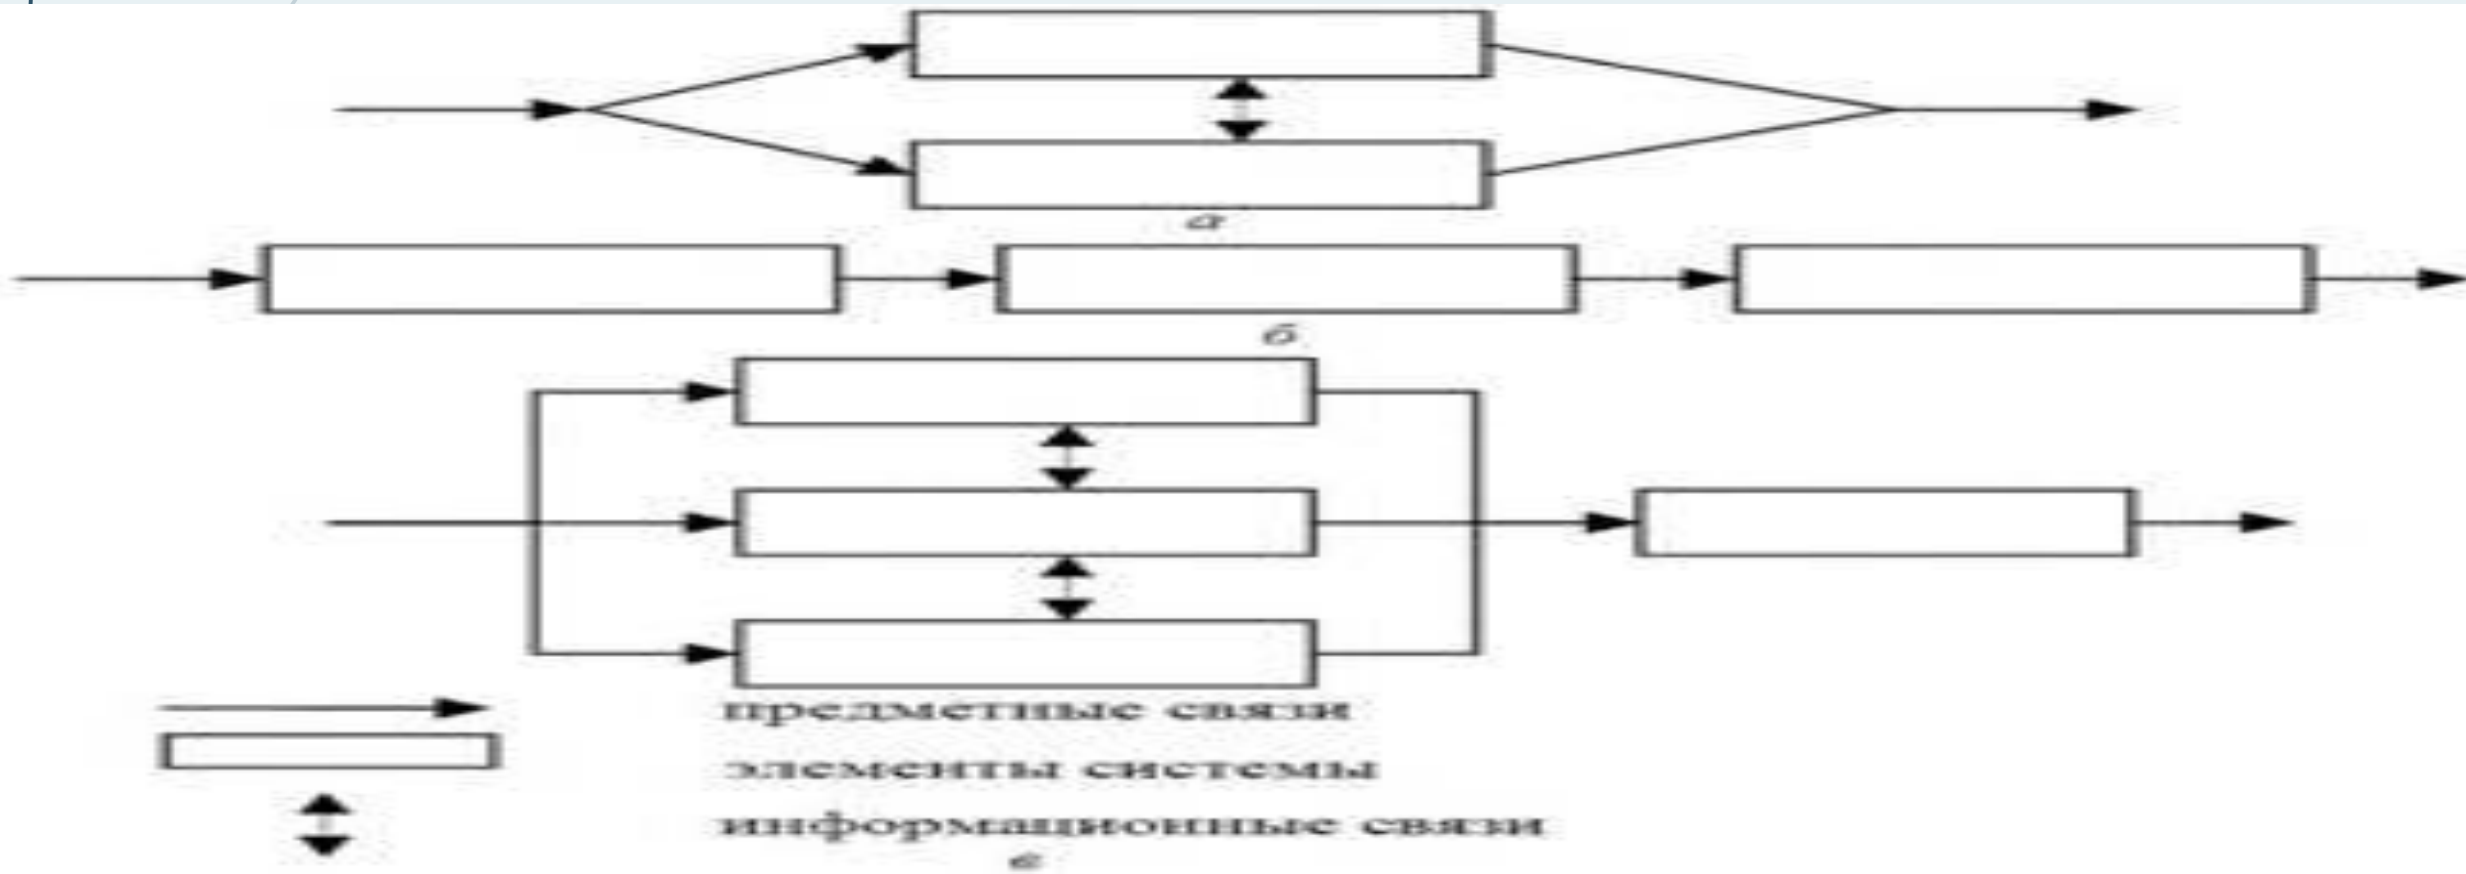 а
б
предметные связи
элементы системы
информационные связи
в